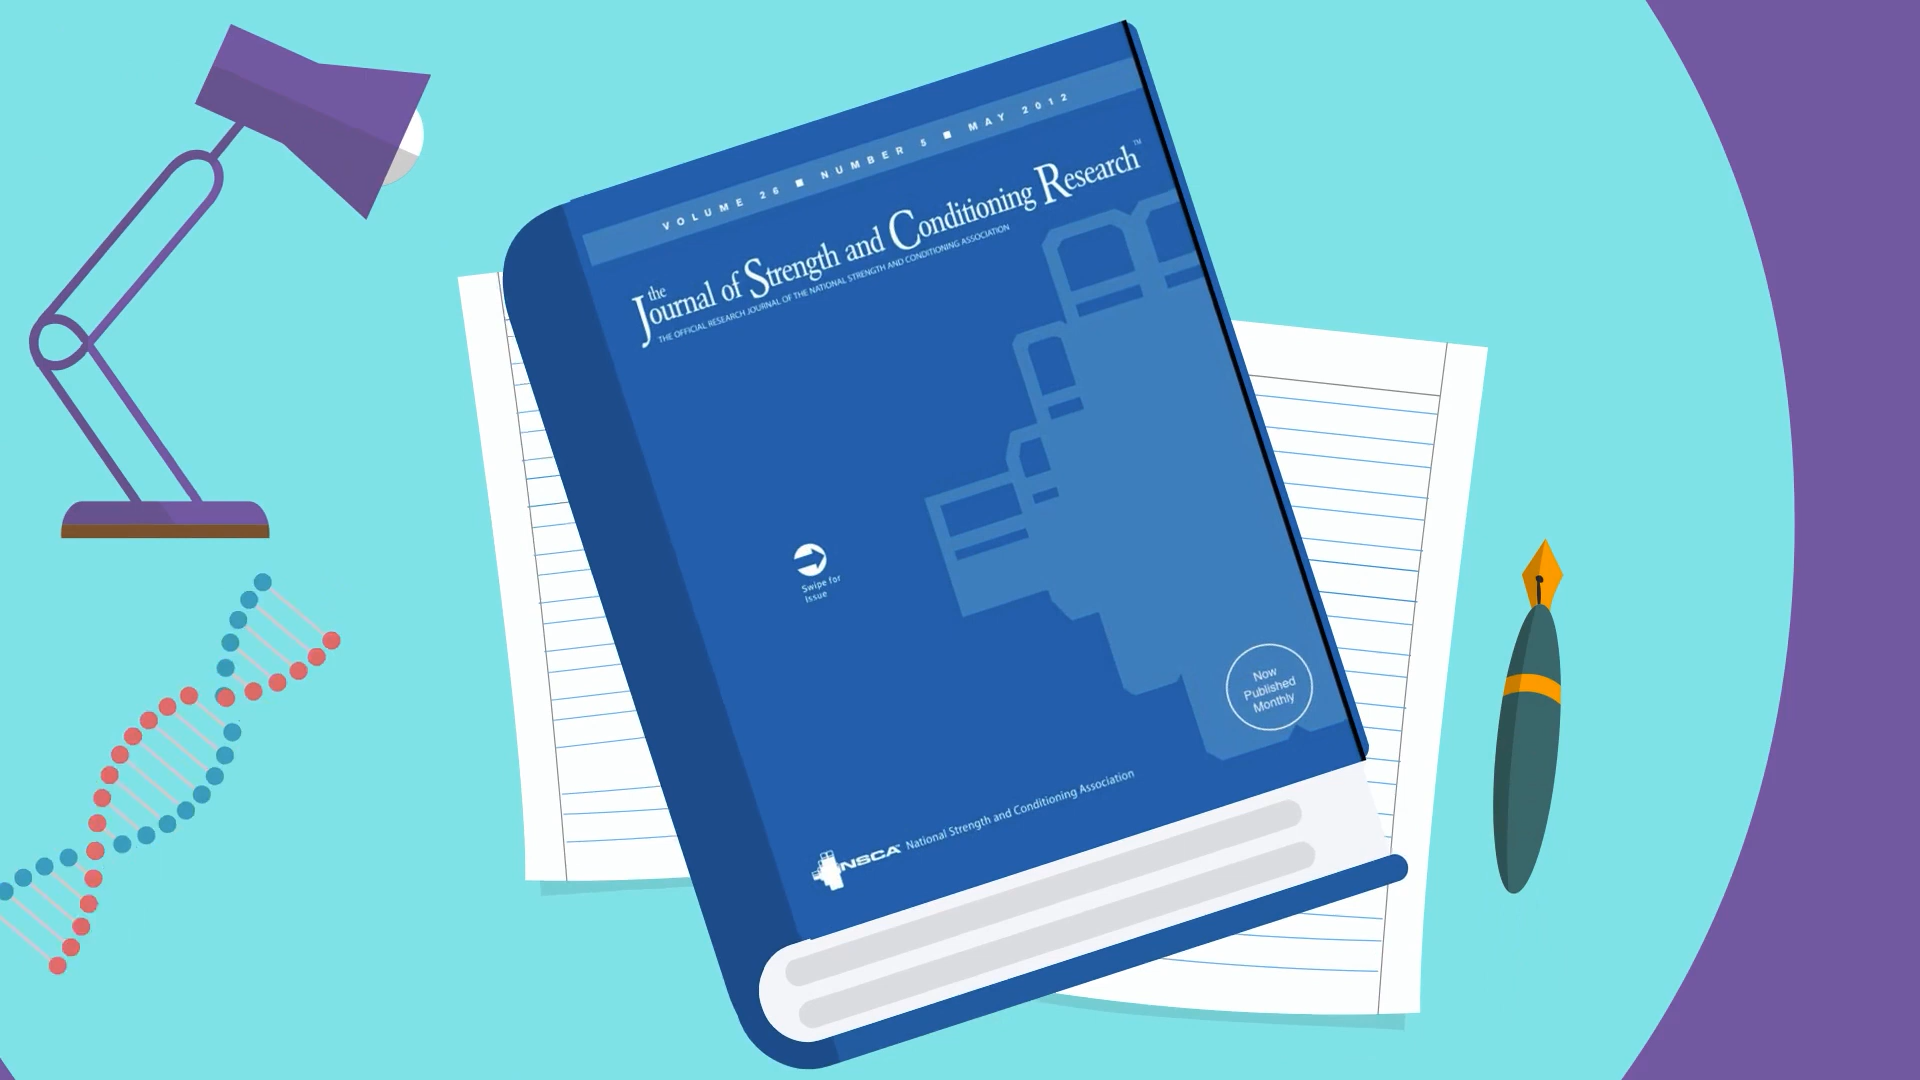 VOLUME 26 ■ NUMBER 5 ■ MAY 2012
the
Journal of Strength and Conditioning Research™
THE OFFICIAL RESEARCH JOURNAL OF THE NATIONAL STRENGTH AND CONDITIONING ASSOCIATION
Swipe for
Issue
Now
Published
Monthly
NSCA National Strength and Conditioning Association